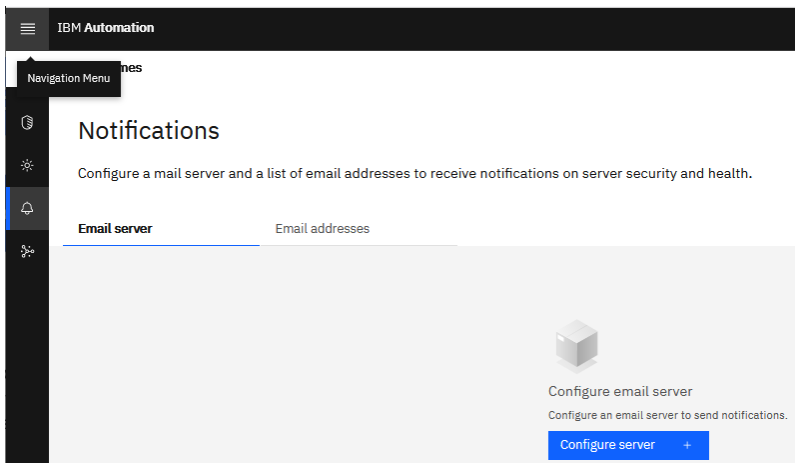 IBM Automation
mes
Navigation Menu
Notifications
Configure a mail server and a list of email addresses to receive notifications on server security and health.
Email server
Email addresses
Configure email server
Configure an email server to send notifications.
Configure server +